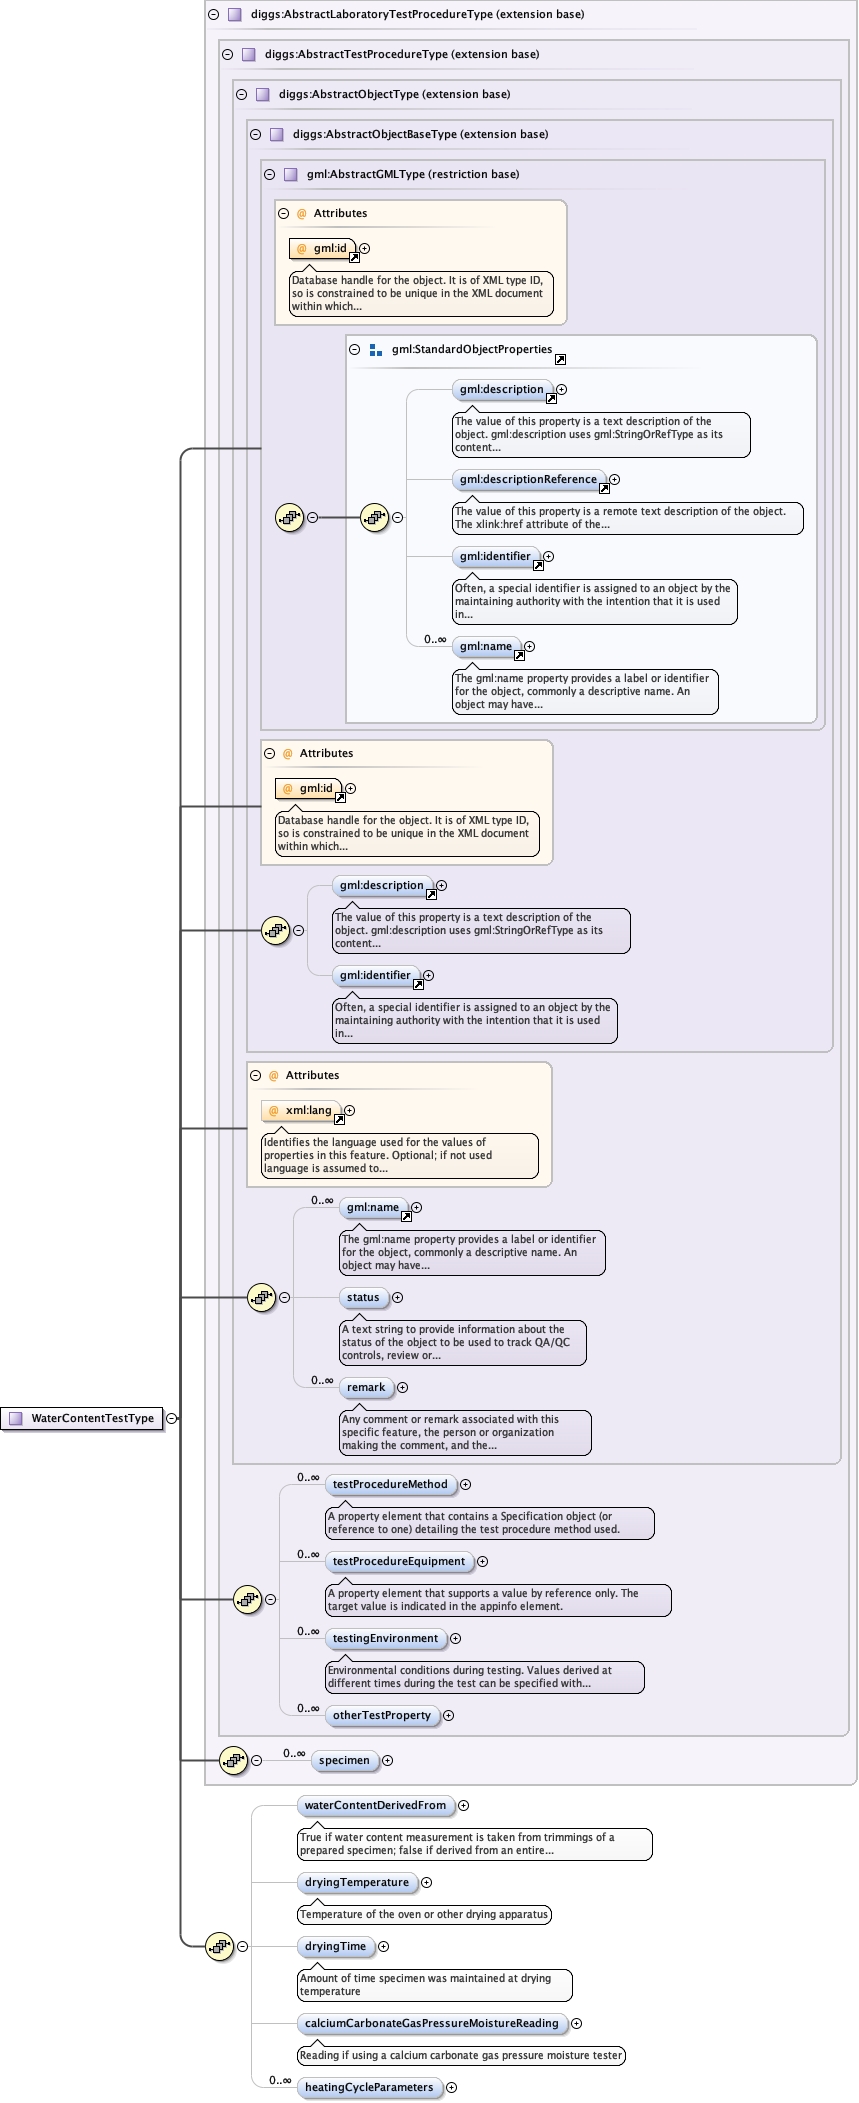 diggs:AbstractLaboratoryTestProcedureType (extension base)
diggs:AbstractTestProcedureType (extension base)
diggs:AbstractObjectType (extension base)
diggs:AbstractObjectBaseType (extension base)
gml:AbstractGMLType (restriction base)
@ Attributes
@ gml:id
Database handle for the object. It is of XML type ID,
so is constrained to be unique in the XML document
within which...
gml:StandardObjectProperties
gml:description
The value of this property is a text description of the
object. gml:description uses gml:StringOrRefType as its
content...
gml:descriptionReference
The value of this property is a remote text description of the object.
The xlink:href attribute of the...
gml:identifier
Often, a special identifier is assigned to an object by the
maintaining authority with the intention that it is used
in...
0..∞
gml:name
The gml:name property provides a label or identifier
for the object, commonly a descriptive name. An
object may have...
@ Attributes
@ gml:id
Database handle for the object. It is of XML type ID,
so is constrained to be unique in the XML document
within which...
gml:description
The value of this property is a text description of the
object. gml:description uses gml:StringOrRefType as its
content...
gml:identifier
Often, a special identifier is assigned to an object by the
maintaining authority with the intention that it is used
in...
@ Attributes
@ xml:lang
Identifies the language used for the values of
properties in this feature. Optional; if not used
language is assumed to...
0..∞
gml:name
The gml:name property provides a label or identifier
for the object, commonly a descriptive name. An
object may have...
status
A text string to provide information about the
status of the object to be used to track QA/QC
controls, review or...
0..∞
remark
Any comment or remark associated with this
specific feature, the person or organization
making the comment, and the...
WaterContentTestType
0..∞
testProcedureMethod
A property element that contains a Specification object (or
reference to one) detailing the test procedure method used.
0..∞
testProcedureEquipment
A property element that supports a value by reference only. The
target value is indicated in the appinfo element.
0..∞
testingEnvironment
Environmental conditions during testing. Values derived at
different times during the test can be specified with...
0..∞
otherTestProperty
0..∞
specimen
waterContentDerivedFrom
True if water content measurement is taken from trimmings of a
prepared specimen; false if derived from an entire...
dryingTemperature
Temperature of the oven or other drying apparatus
dryingTime
Amount of time specimen was maintained at drying
temperature
calciumCarbonateGasPressureMoistureReading
Reading if using a calcium carbonate gas pressure moisture tester
0..∞
heatingCycleParameters